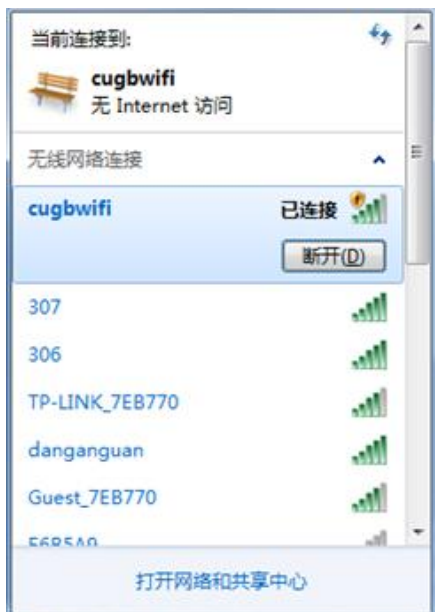 当前连接到:
cugbwifi
无 Internet 访问
无线网络连接
cugbwifi 已连接
断开(D)
307
306
TP-LINK_7EB770
danganguan
Guest_7EB770
打开网络和共享中心